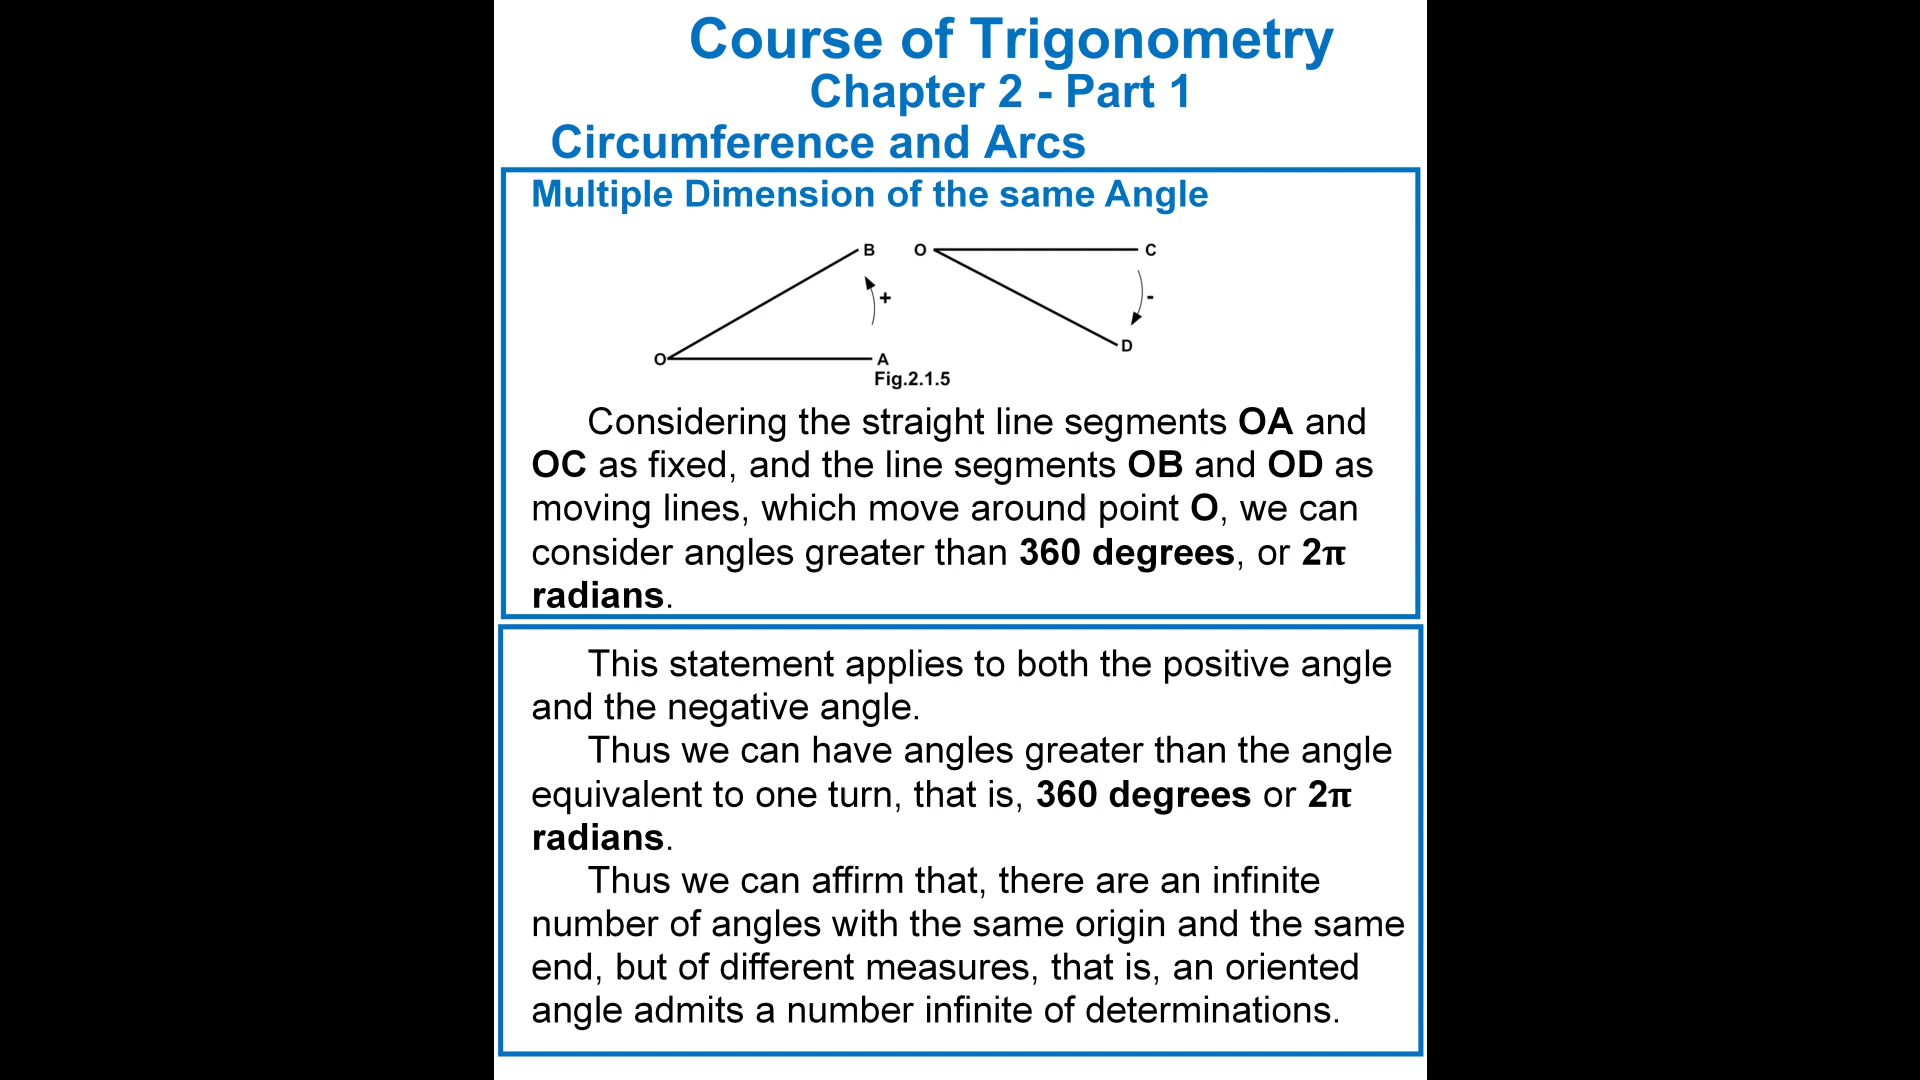 Course of Trigonometry
Chapter 2 - Part 1
Circumference and Arcs
Multiple Dimension of the same Angle
B O C
+ -
D
O A
Fig.2.1.5
Considering the straight line segments OA and
OC as fixed, and the line segments OB and OD as
moving lines, which move around point O, we can
consider angles greater than 360 degrees, or 2π
radians.
This statement applies to both the positive angle
and the negative angle.
Thus we can have angles greater than the angle
equivalent to one turn, that is, 360 degrees or 2π
radians.
Thus we can affirm that, there are an infinite
number of angles with the same origin and the same
end, but of different measures, that is, an oriented
angle admits a number infinite of determinations.